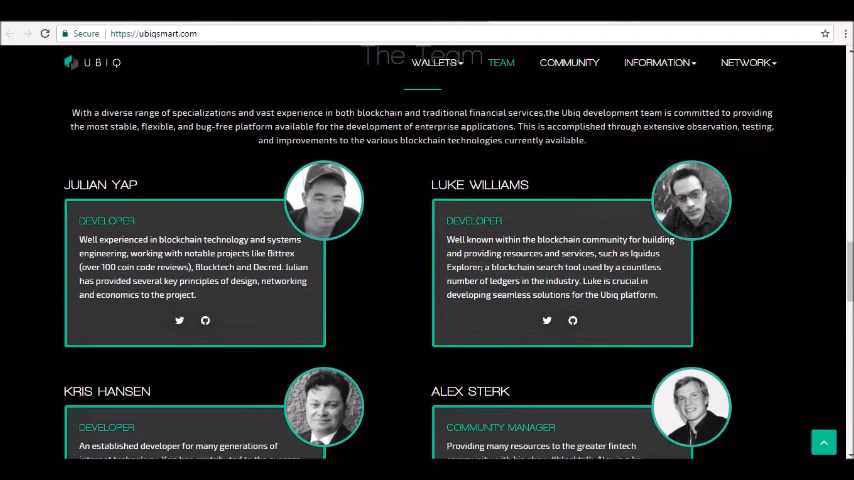 Secure
https://ubiqsmart.com
The Team
UBIQ
WALLETS
TEAM
COMMUNITY
INFORMATION
NETWORK
With a diverse range of specializations and vast experience in both blockchain and traditional financial services,the Ubiq development team is committed to providing
the most stable, flexible, and bug-free platform available for the development of enterprise applications. This is accomplished through extensive observation, testing,
and improvements to the various blockchain technologies currently available.
JULIAN YAP
DEVELOPER
Well experienced in blockchain technology and systems
engineering, working with notable projects like Bittrex
(over 100 coin code reviews), Blocktech and Decred. Julian
has provided several key principles of design, networking
and economics to the project.
LUKE WILLIAMS
DEVELOPER
Well known within the blockchain community for building
and providing resources and services, such as Iquidus
Explorer; a blockchain search tool used by a countless
number of ledgers in the industry. Luke is crucial in
developing seamless solutions for the Ubiq platform.
KRIS HANSEN
DEVELOPER
An established developer for many generations of
ALEX STERK
COMMUNITY MANAGER
Providing many resources to the greater fintech